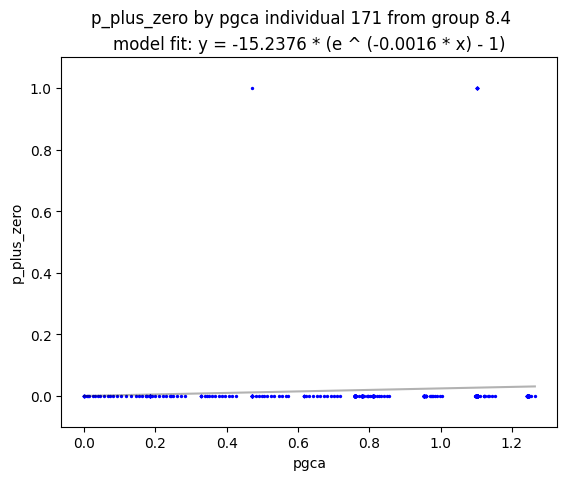 p_plus_zero by pgca individual 171 from group 8.4
model fit: y = -15.2376 * (e ^ (-0.0016 * x) - 1)
1.0
0.8
0.6
0.4
0.2
0.0
p_plus_zero
0.0 0.2 0.4 0.6 0.8 1.0 1.2
pgca